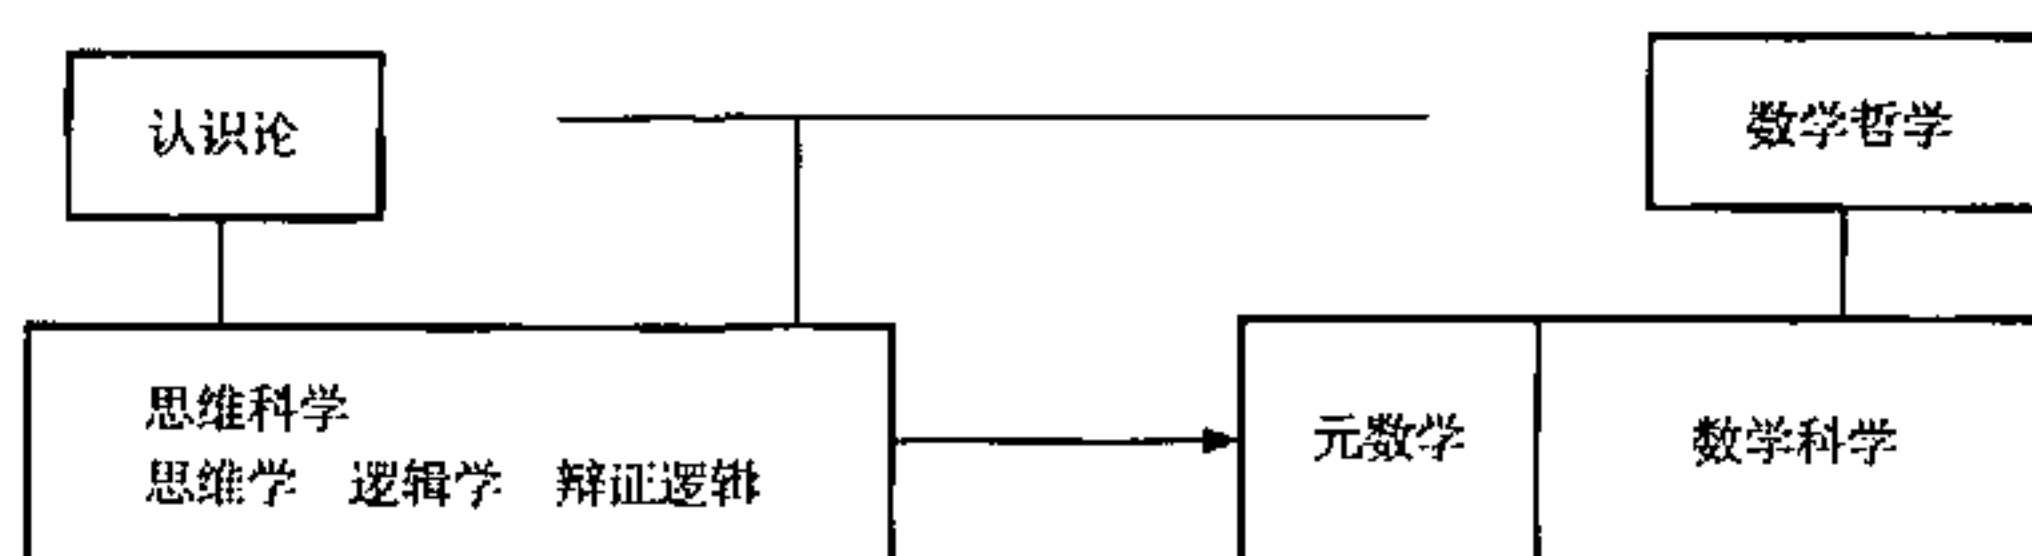 认识论
数学哲学
思维科学
思维学 逻辑学 辩证逻辑
元数学
数学科学